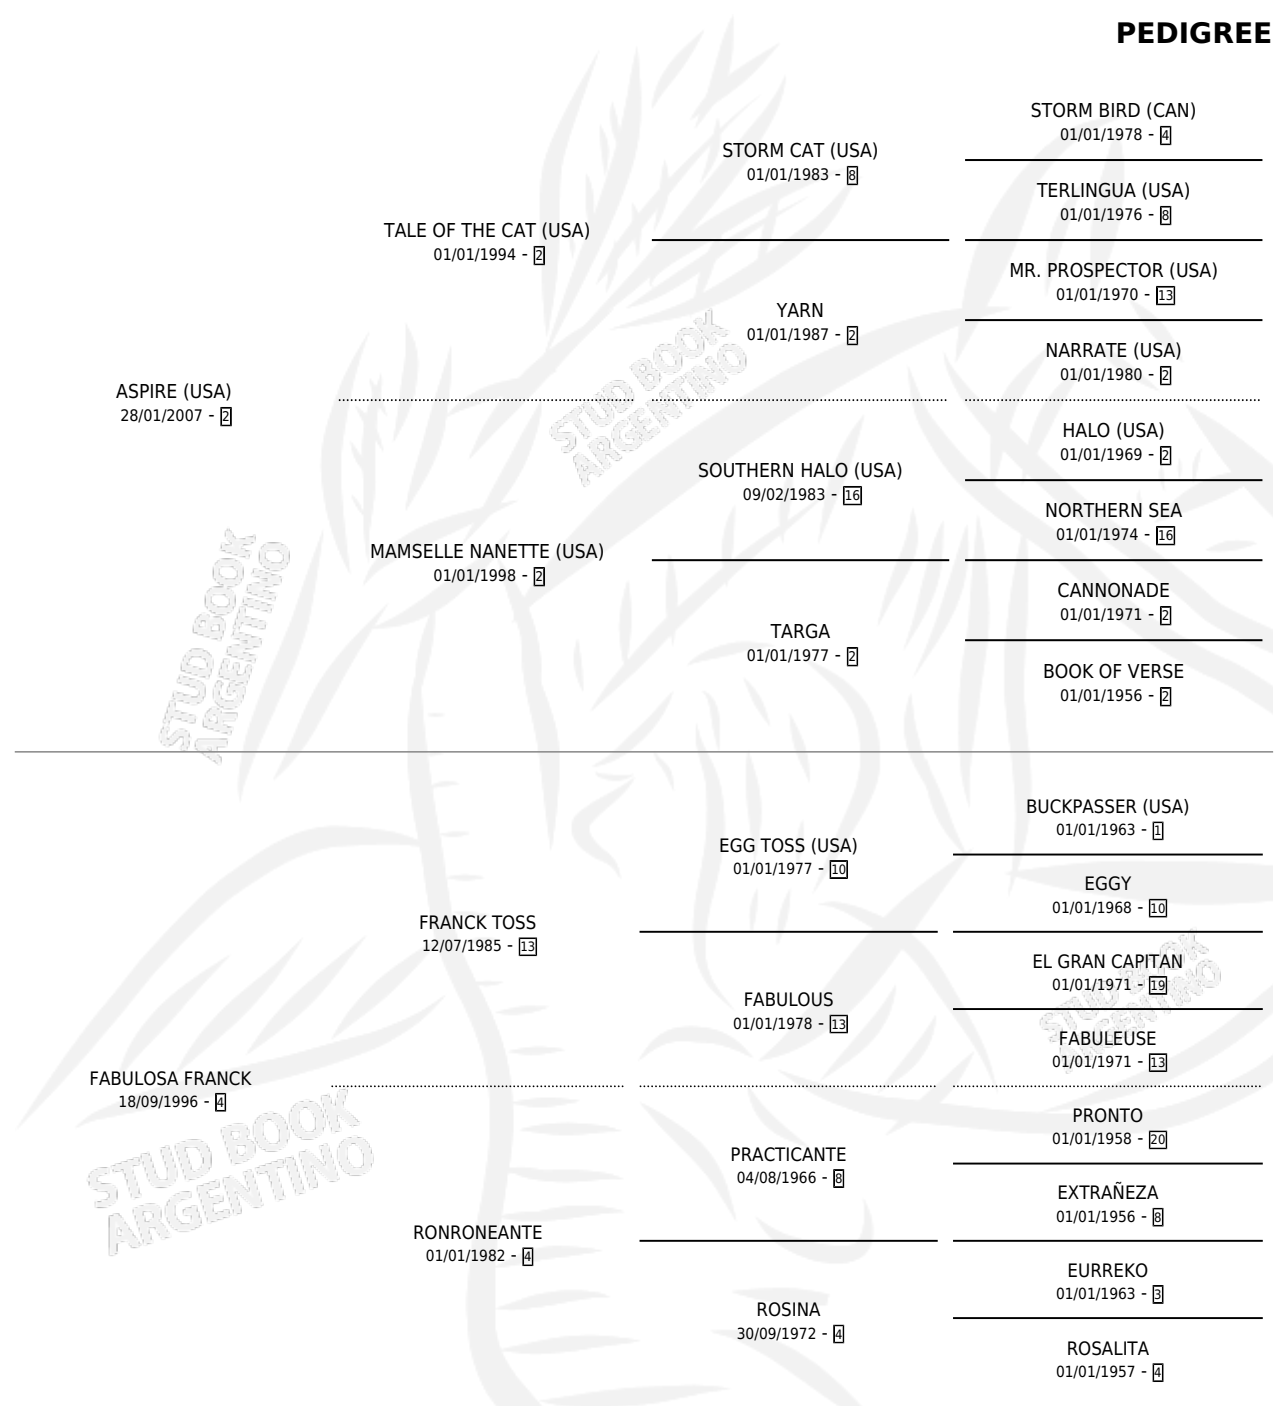 PEDIGREE
STORM BIRD (CAN)
01/01/1978 - 4
STORM CAT (USA)
01/01/1983 - 8
TERLINGUA (USA)
01/01/1976 - 8
TALE OF THE CAT (USA)
01/01/1994 - 2
MR. PROSPECTOR (USA)
01/01/1970 - 13
YARN
01/01/1987 - 2
NARRATE (USA)
01/01/1980 - 2
ASPIRE (USA)
28/01/2007 - 2
STUD BOOK
ARGENTINO
HALO (USA)
01/01/1969 - 2
SOUTHERN HALO (USA)
09/02/1983 - 16
NORTHERN SEA
01/01/1974 - 16
MAMSELLE NANETTE (USA)
01/01/1998 - 2
CANNONADE
01/01/1971 - 2
TARGA
01/01/1977 - 2
BOOK OF VERSE
01/01/1956 - 2
STUD BOOK
ARGENTINO
BUCKPASSER (USA)
01/01/1963 - 1
EGG TOSS (USA)
01/01/1977 - 10
EGGY
01/01/1968 - 10
FRANCK TOSS
12/07/1985 - 13
EL GRAN CAPITAN
01/01/1971 - 19
FABULOUS
01/01/1978 - 13
STUD BOOK
ARGENTINO
FABULEUSE
01/01/1971 - 13
FABULOSA FRANCK
18/09/1996 - 4
PRONTO
01/01/1958 - 20
PRACTICANTE
04/08/1966 - 8
STUD BOOK
ARGENTINO
EXTRAÑEZA
01/01/1956 - 8
RONRONEANTE
01/01/1982 - 4
EURREKO
01/01/1963 - 3
ROSINA
30/09/1972 - 4
ROSALITA
01/01/1957 - 4